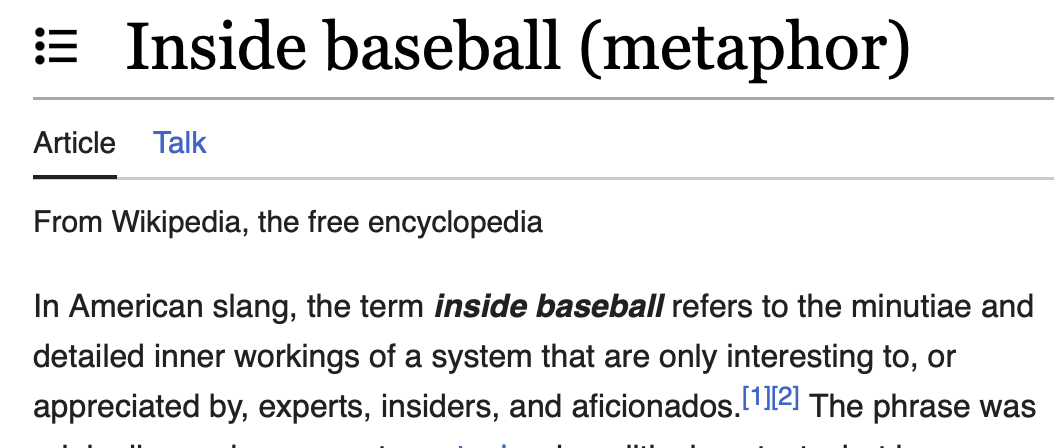 Inside baseball (metaphor)
Article Talk
From Wikipedia, the free encyclopedia
In American slang, the term inside baseball refers to the minutiae and
detailed inner workings of a system that are only interesting to, or
appreciated by, experts, insiders, and aficionados.[1][2] The phrase was